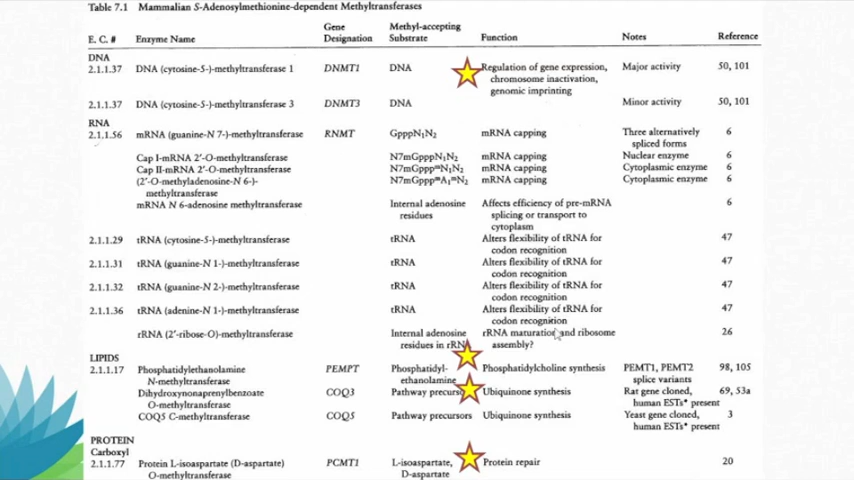 Table 7.1 Mammalian S-Adenosylmethionine-dependent Methyltransferases
E. C. # Enzyme Name Gene Designation Methyl-accepting Substrate Function Notes Reference
DNA
2.1.1.37 DNA (cytosine-5-)-methyltransferase 1 DNMT1 DNA Regulation of gene expression, Major activity 50, 101
chromosome inactivation,
genomic imprinting
2.1.1.37 DNA (cytosine-5-)-methyltransferase 3 DNMT3 DNA Minor activity 50, 101
RNA
2.1.1.56 mRNA (guanine-N 7-)-methyltransferase RNMT GpppN₁N₂ mRNA capping Three alternatively 6
spliced forms
Cap I-mRNA 2'-O-methyltransferase N7mGpppN₁N₂ mRNA capping Nuclear enzyme 6
Cap II-mRNA 2'-O-methyltransferase N7mGpppᵐN₁N₂ mRNA capping Cytoplasmic enzyme 6
(2'-O-methyladenosine-N 6-)- N7mGpppᵐA₁ᵐN₂ mRNA capping Cytoplasmic enzyme 6
methyltransferase
mRNA N 6-adenosine methyltransferase Internal adenosine Affects efficiency of pre-mRNA 6
residues splicing or transport to
cytoplasm
2.1.1.29 tRNA (cytosine-5-)-methyltransferase tRNA Alters flexibility of tRNA for 47
codon recognition
2.1.1.31 tRNA (guanine-N 1-)-methyltransferase tRNA Alters flexibility of tRNA for 47
codon recognition
2.1.1.32 tRNA (guanine-N 2-)-methyltransferase tRNA Alters flexibility of tRNA for 47
codon recognition
2.1.1.36 tRNA (adenine-N 1-)-methyltransferase tRNA Alters flexibility of tRNA for 47
codon recognition
rRNA (2'-ribose-O)-methyltransferase Internal adenosine rRNA maturation and ribosome 26
residues in rRNA assembly?
LIPIDS
2.1.1.17 Phosphatidylethanolamine PEMPT Phosphatidyl- Phosphatidylcholine synthesis PEMT1, PEMT2 98, 105
N-methyltransferase ethanolamine splice variants
Dihydroxynonaprenylbenzoate COQ3 Pathway precurso Ubiquinone synthesis Rat gene cloned, 69, 53a
O-methyltransferase human ESTs* present
COQ5 C-methyltransferase COQ5 Pathway precursors Ubiquinone synthesis Yeast gene cloned, 3
human ESTs* present
PROTEIN
Carboxyl
2.1.1.77 Protein L-isoaspartate (D-aspartate) PCMT1 L-isoaspartate, Protein repair 20
O-methyltransferase D-aspartate